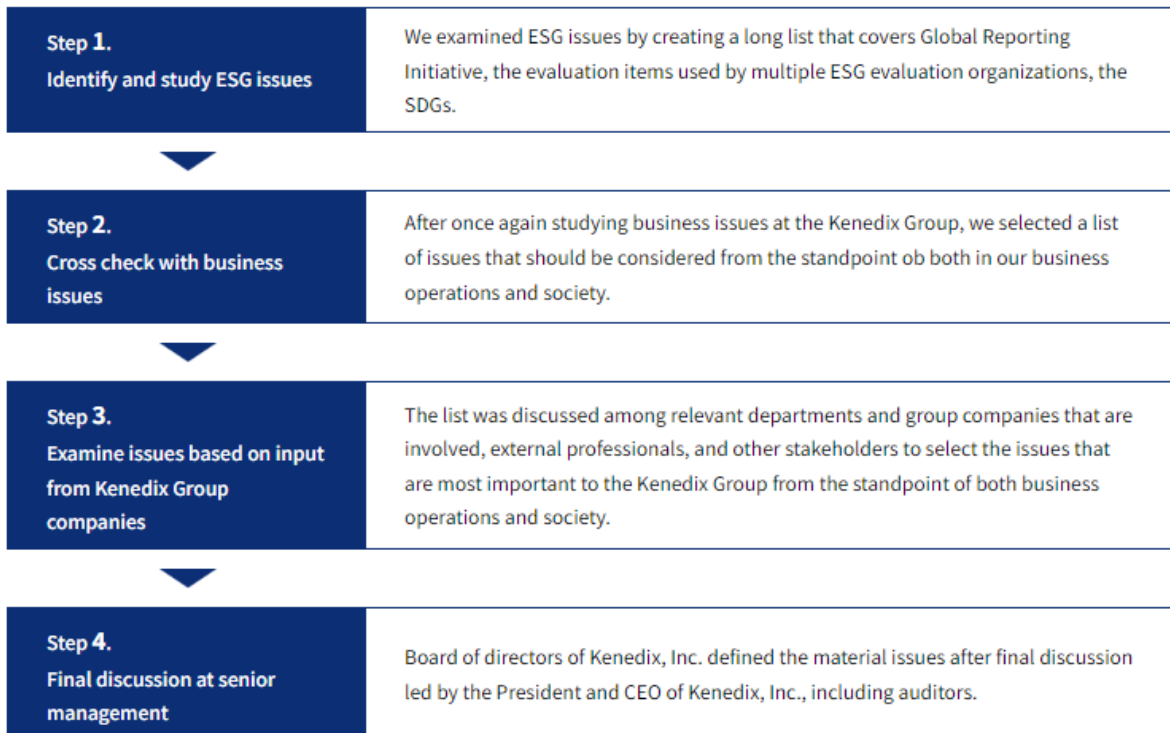 Step 1.
Identify and study ESG issues
We examined ESG issues by creating a long list that covers Global Reporting
Initiative, the evaluation items used by multiple ESG evaluation organizations, the
SDGs.
Step 2.
Cross check with business
issues
After once again studying business issues at the Kenedix Group, we selected a list
of issues that should be considered from the standpoint ob both in our business
operations and society.
Step 3.
Examine issues based on input
from Kenedix Group
companies
The list was discussed among relevant departments and group companies that are
involved, external professionals, and other stakeholders to select the issues that
are most important to the Kenedix Group from the standpoint of both business
operations and society.
Step 4.
Final discussion at senior
management
Board of directors of Kenedix, Inc. defined the material issues after final discussion
led by the President and CEO of Kenedix, Inc., including auditors.